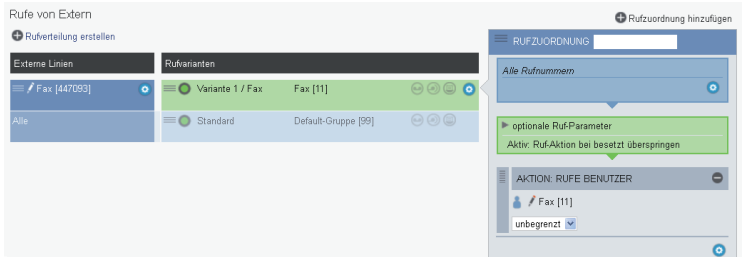 Rufe von Extern
Rufzuordnung hinzufügen
Rufverteilung erstellen
RUFZUORDNUNG
Externe Linien
Rufvarianten
Alle Rufnummern
Fax [447093]
Variante 1 / Fax Fax [11]
Alle
Standard Default-Gruppe [99]
optionale Ruf-Parameter
Aktiv: Ruf-Aktion bei besetzt überspringen
AKTION: RUFE BENUTZER
Fax [11]
unbegrenzt